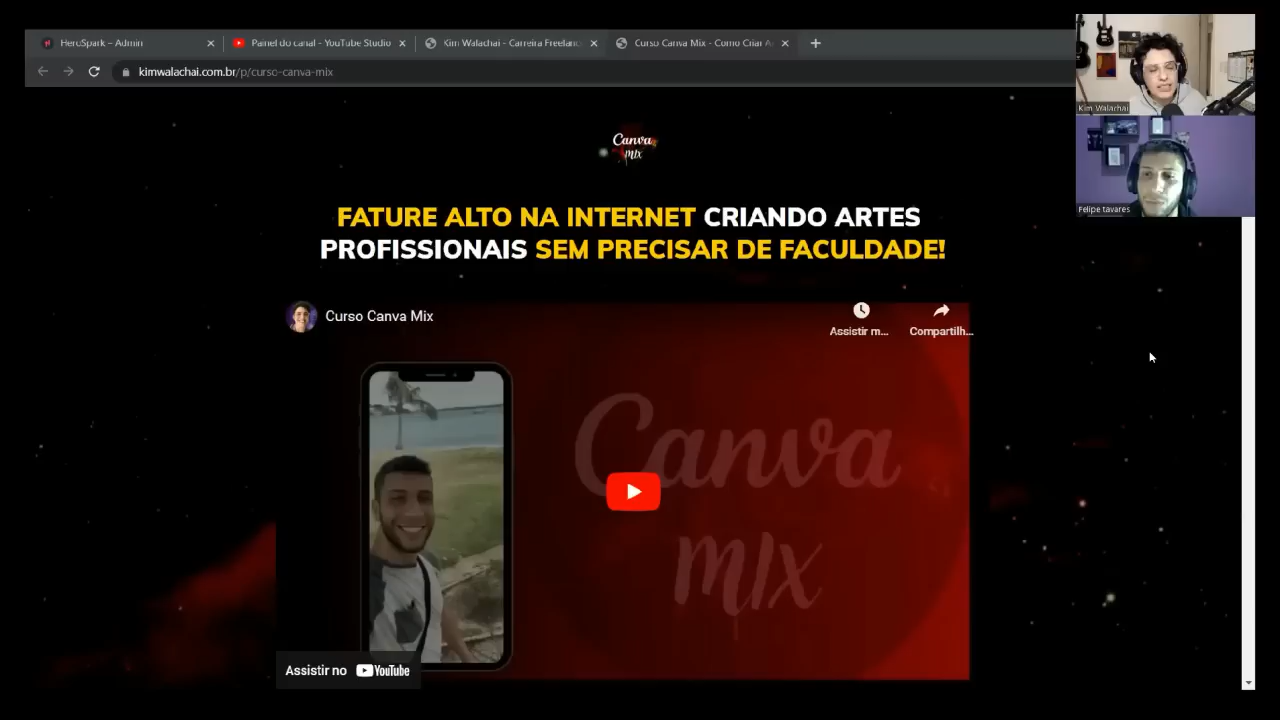 HeroSpark - Admin
Painel do canal - YouTube Studio
Kim Walachai - Carreira Freelanc
Curso Canva Mix - Como Criar A
kimwalachai.com.br/p/curso-canva-mix
Kim Walachai
Felipe tavares
Canva
mix
FATURE ALTO NA INTERNET CRIANDO ARTES
PROFISSIONAIS SEM PRECISAR DE FACULDADE!
Curso Canva Mix
Assistir m...
Compartilh...
Canva
mix
Assistir no YouTube